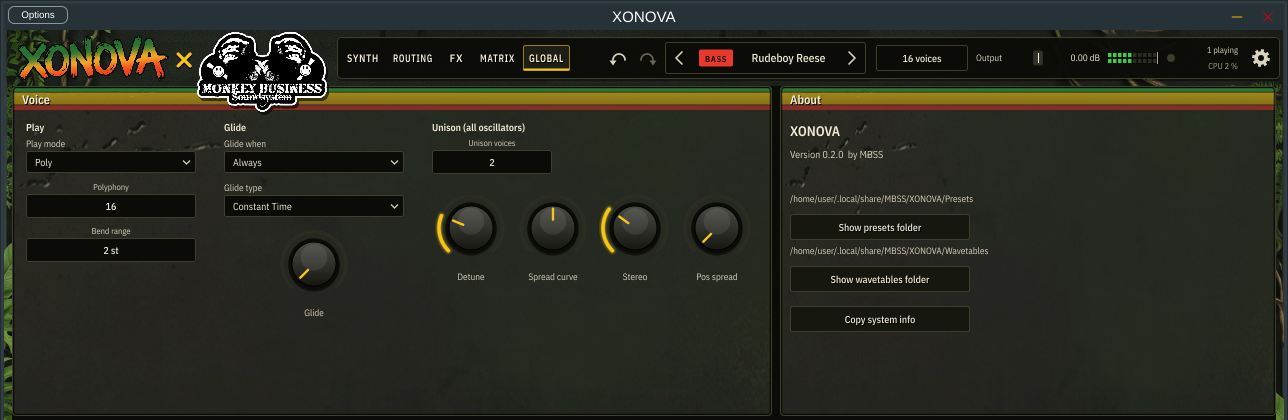 Options
XONOVA
XONOVA ×
MONKEY BUSINESS
Soundsystem
SYNTH ROUTING FX MATRIX GLOBAL
BASS Rudeboy Reese
16 voices
Output
0.00 dB
1 playing
CPU 2 %
Voice
Play
Play mode
Poly
Polyphony
16
Bend range
2 st
Glide
Glide when
Always
Glide type
Constant Time
Glide
Unison (all oscillators)
Unison voices
2
Detune Spread curve Stereo Pos spread
About
XONOVA
Version 0.2.0 by MBSS
/home/user/.local/share/MBSS/XONOVA/Presets
Show presets folder
/home/user/.local/share/MBSS/XONOVA/Wavetables
Show wavetables folder
Copy system info